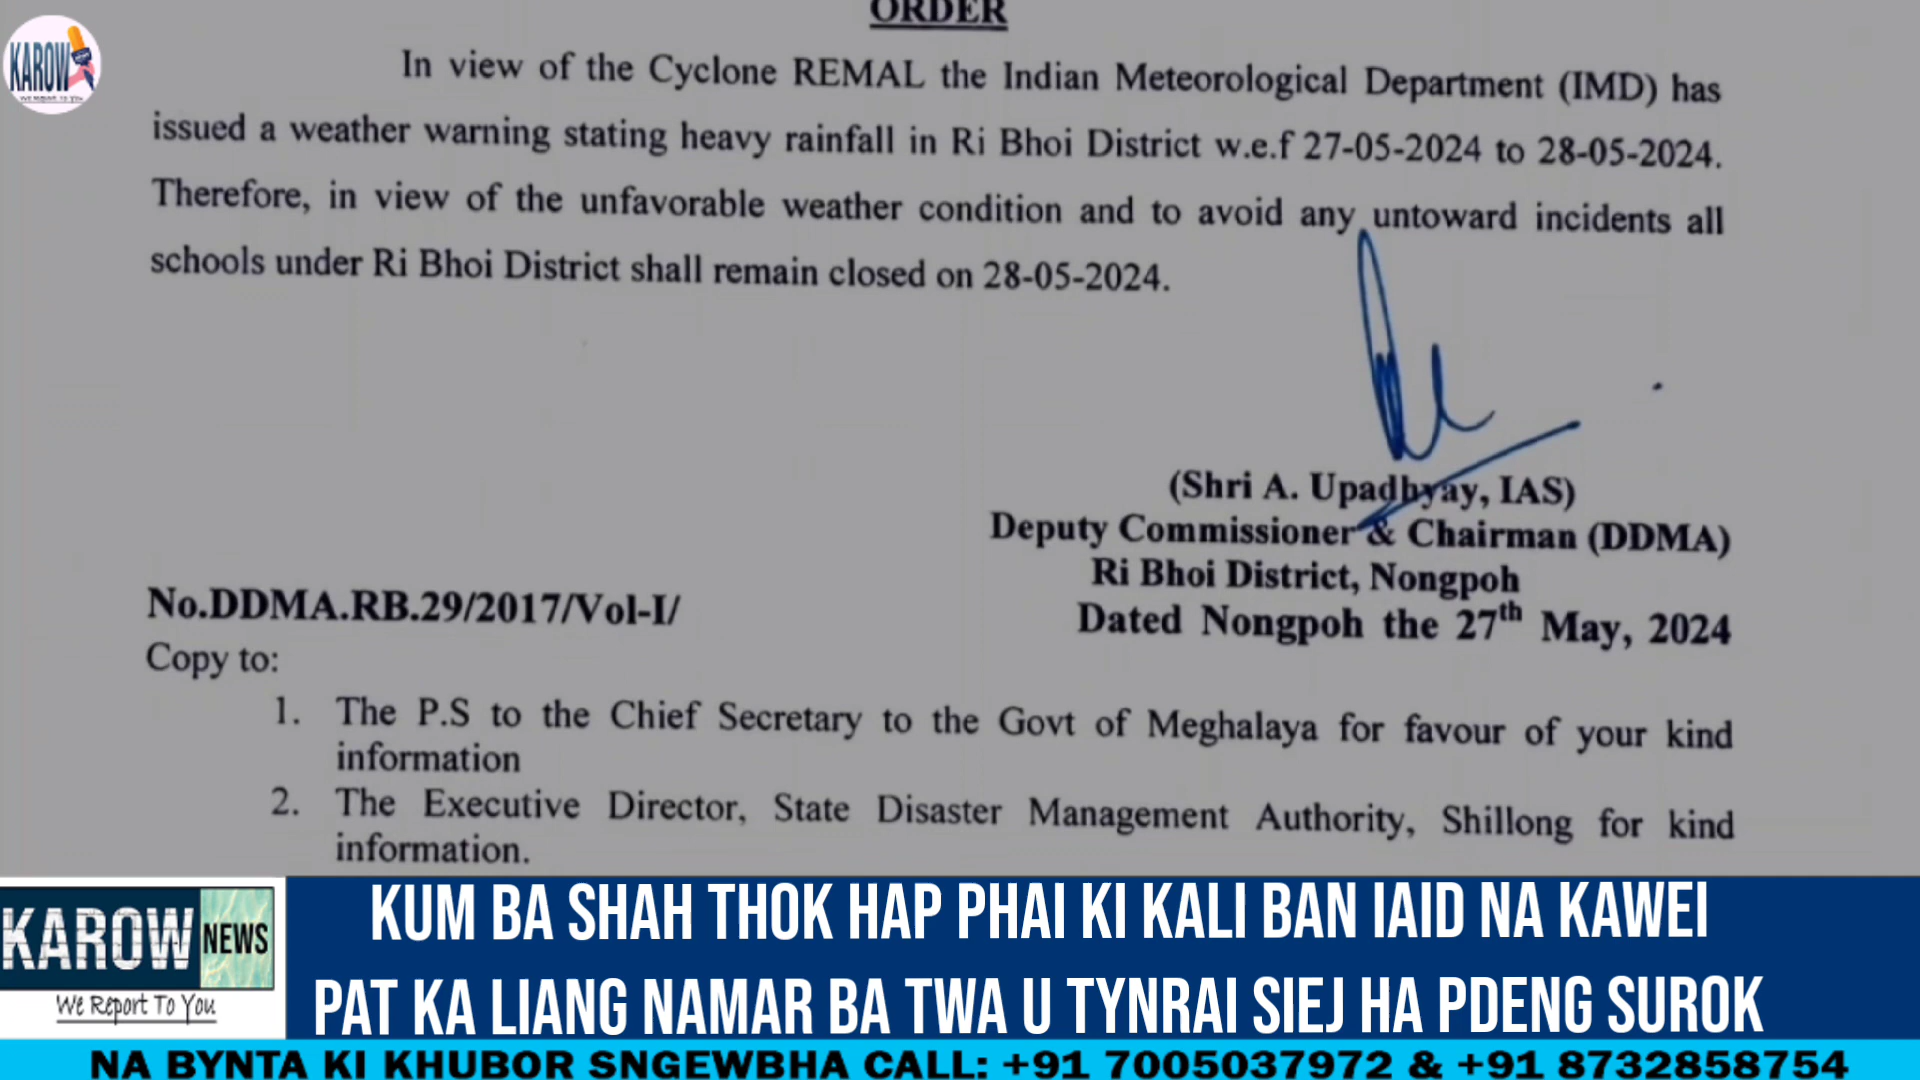 ORDER
KAROW
We Report To You
In view of the Cyclone REMAL the Indian Meteorological Department (IMD) has
issued a weather warning stating heavy rainfall in Ri Bhoi District w.e.f 27-05-2024 to 28-05-2024.
Therefore, in view of the unfavorable weather condition and to avoid any untoward incidents all
schools under Ri Bhoi District shall remain closed on 28-05-2024.
(Shri A. Upadhyay, IAS)
Deputy Commissioner & Chairman (DDMA)
Ri Bhoi District, Nongpoh
No.DDMA.RB.29/2017/Vol-I/
Dated Nongpoh the 27th May, 2024
Copy to:
1. The P.S to the Chief Secretary to the Govt of Meghalaya for favour of your kind
information
2. The Executive Director, State Disaster Management Authority, Shillong for kind
information.
KAROW NEWS
We Report To You
KUM BA SHAH THOK HAP PHAI KI KALI BAN IAID NA KAWEI
PAT KA LIANG NAMAR BA TWA U TYNRAI SIEJ HA PDENG SUROK
NA BYNTA KI KHUBOR SNGEWBHA CALL: +91 7005037972 & +91 8732858754